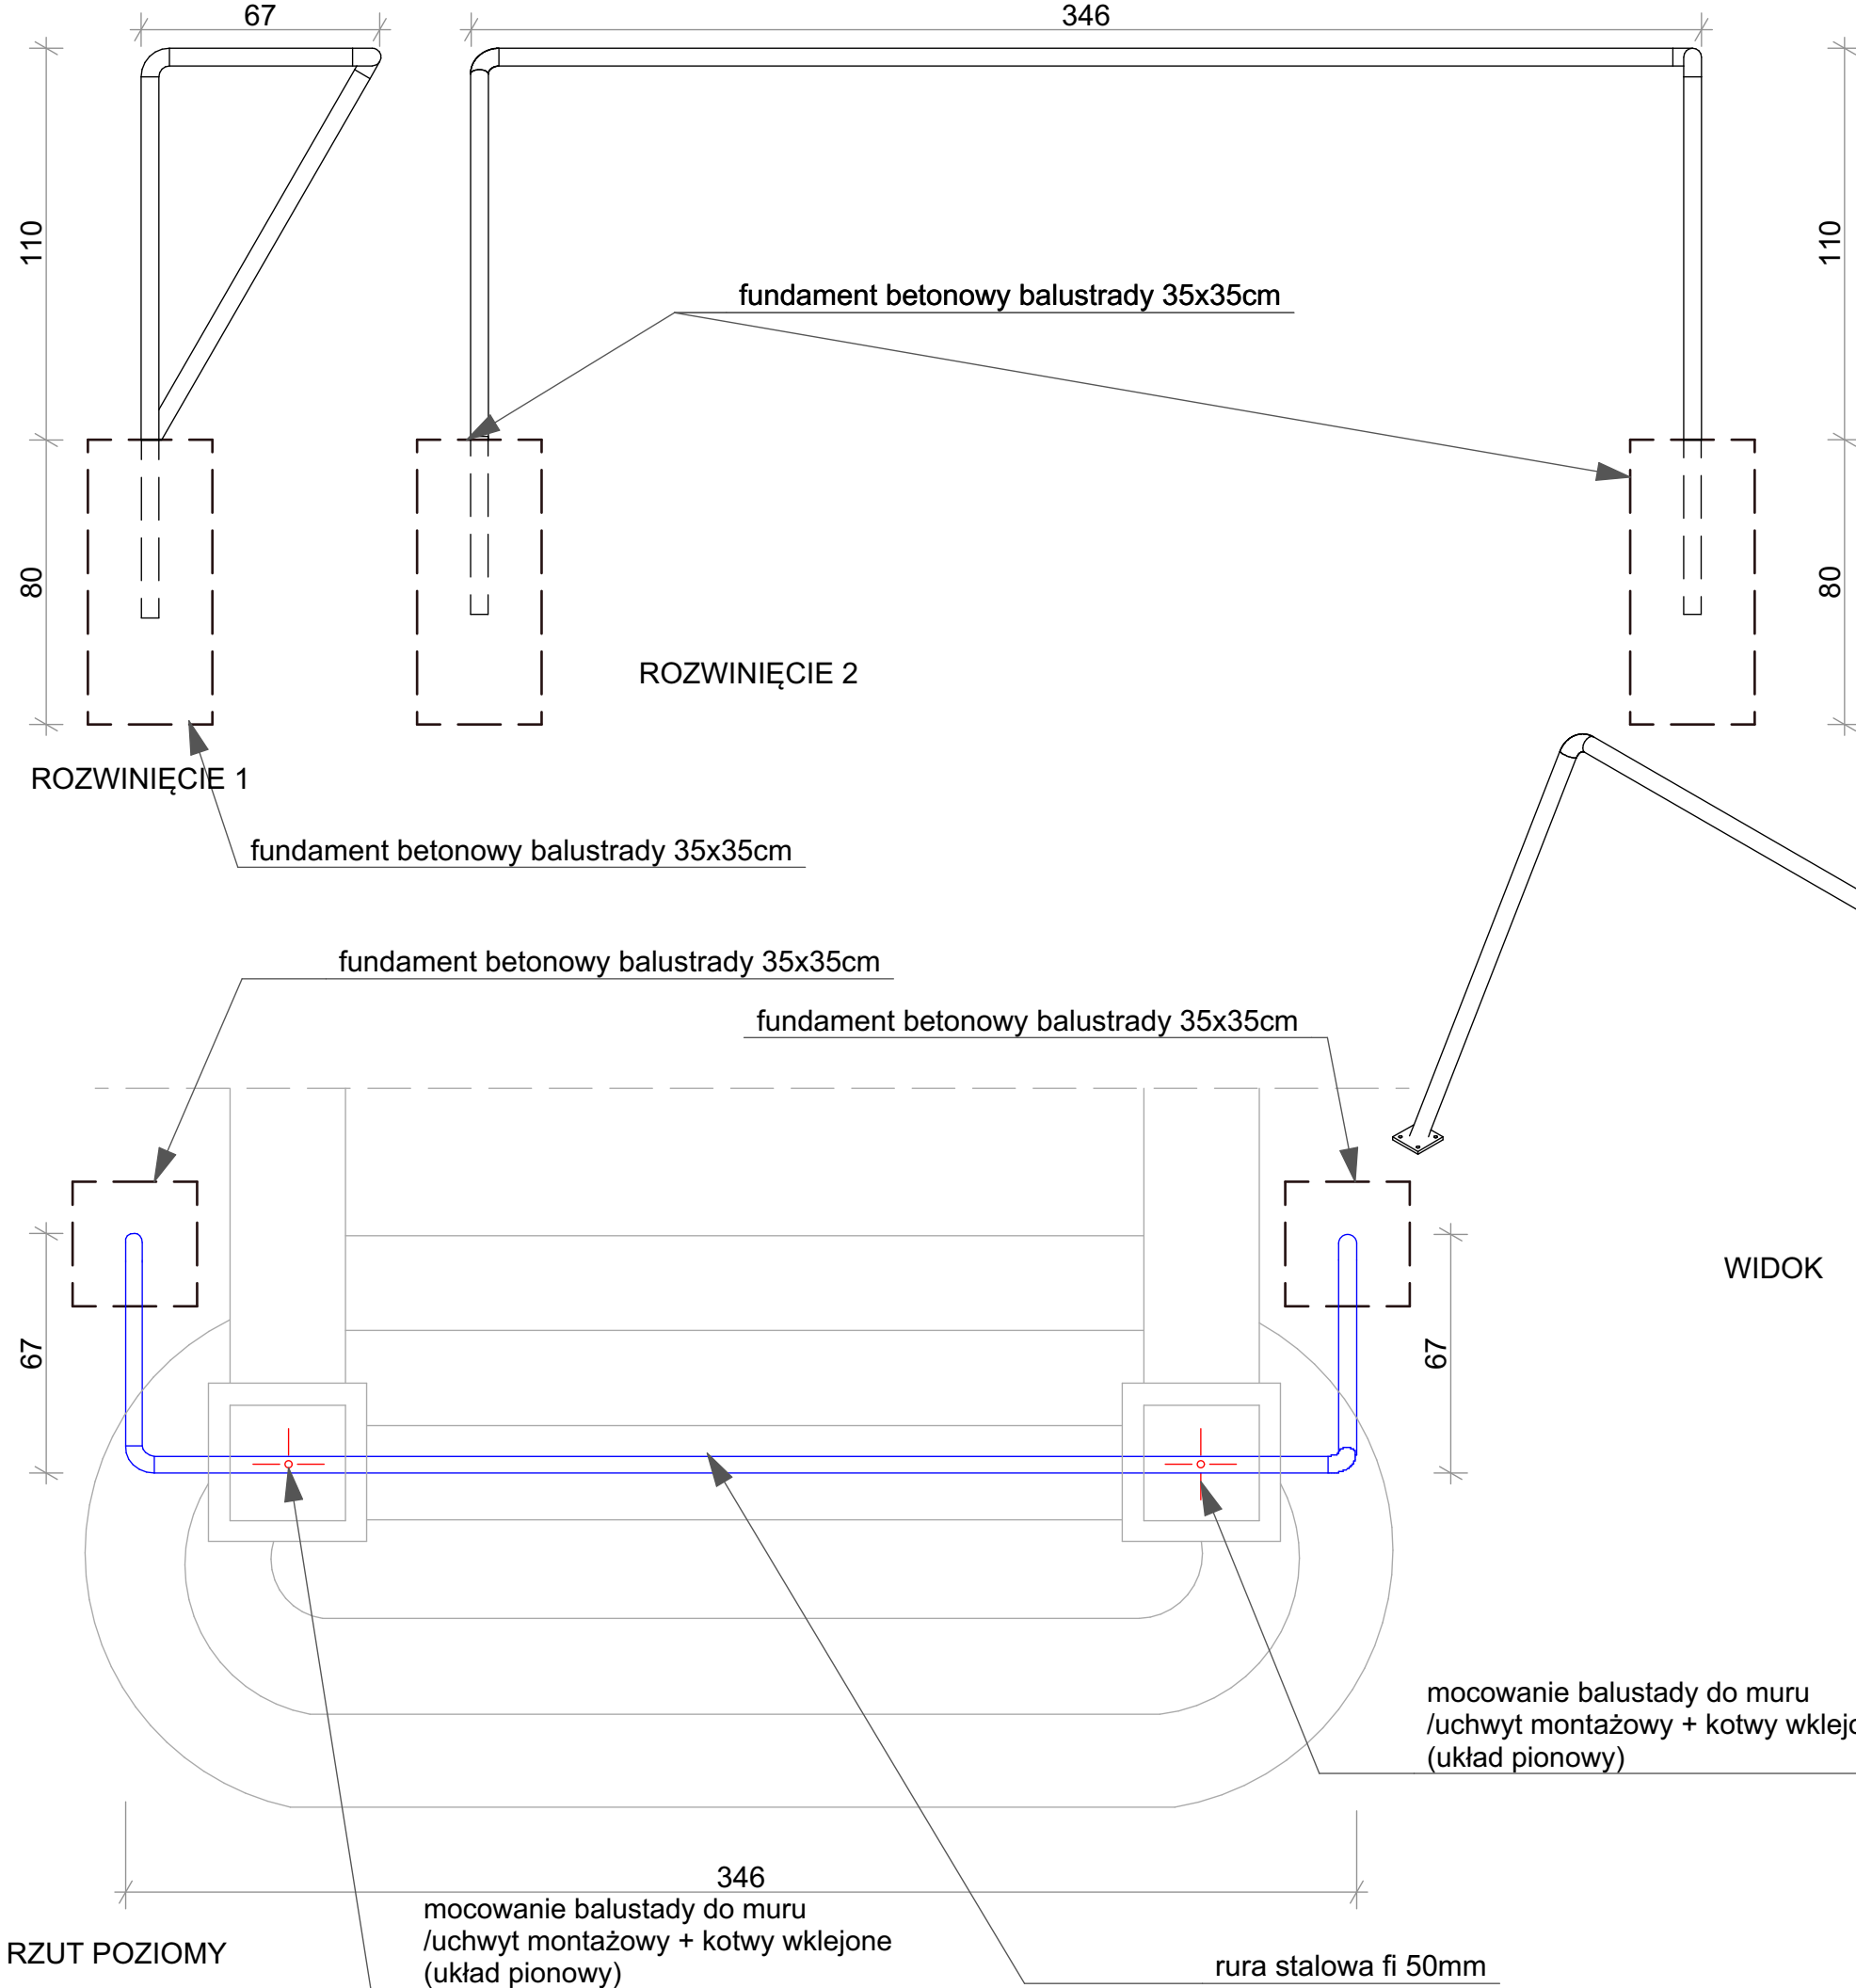 67
346
110
110
fundament betonowy balustrady 35x35cm
80
80
ROZWINIĘCIE 2
ROZWINIĘCIE 1
fundament betonowy balustrady 35x35cm
fundament betonowy balustrady 35x35cm
fundament betonowy balustrady 35x35cm
WIDOK
67
67
mocowanie balustady do muru
/uchwyt montażowy + kotwy
(układ pionowy)
346
mocowanie balustady do muru
/uchwyt montażowy + kotwy wklejone
(układ pionowy)
RZUT POZIOMY
rura stalowa fi 50mm